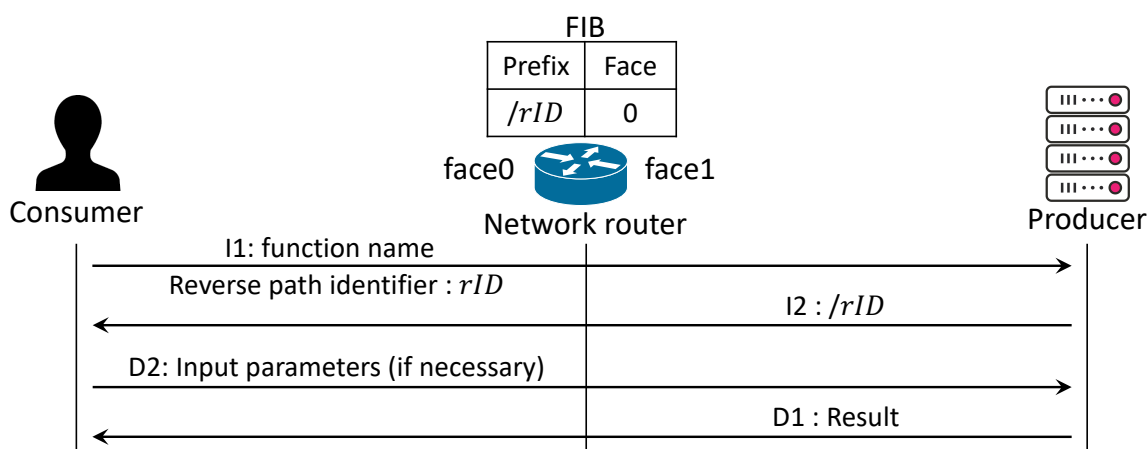 FIB
Prefix Face
/rID 0
face0 face1
Consumer
Network router
Producer
I1: function name
Reverse path identifier : rID
I2 : /rID
D2: Input parameters (if necessary)
D1 : Result